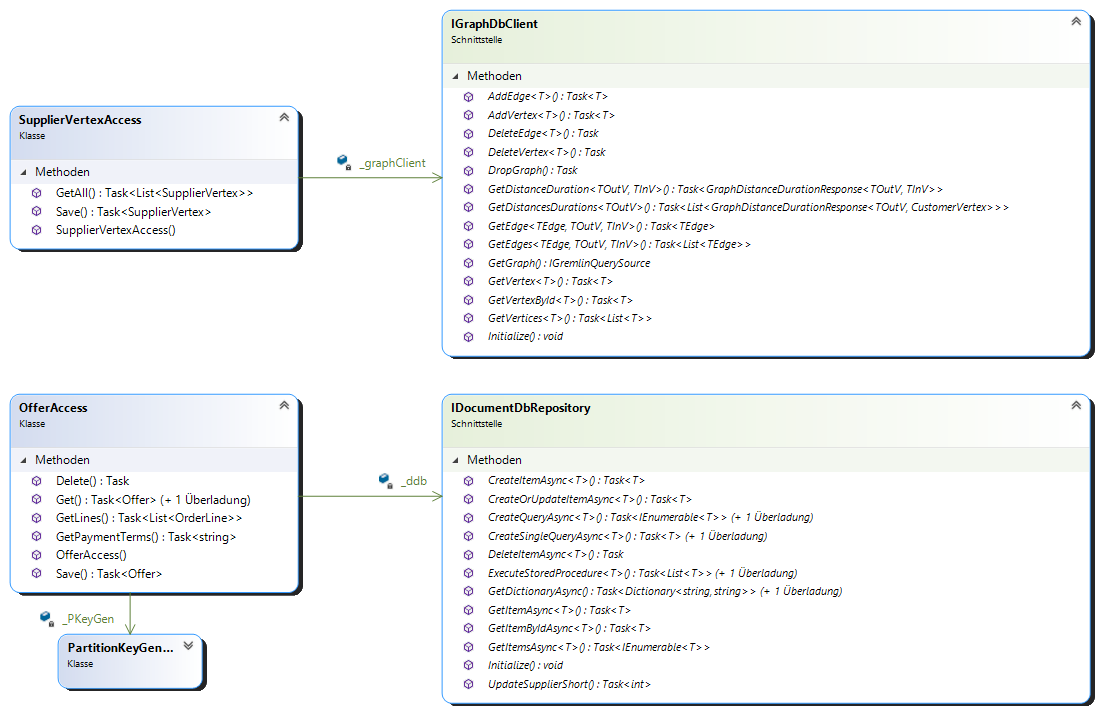 IGraphDbClient
Schnittstelle
Methoden
AddEdge<T>() : Task<T>
AddVertex<T>() : Task<T>
DeleteEdge<T>() : Task
DeleteVertex<T>() : Task
DropGraph() : Task
GetDistanceDuration<TOutV, TInV>() : Task<GraphDistanceDurationResponse<TOutV, TInV>>
GetDistancesDurations<TOutV>() : Task<List<GraphDistanceDurationResponse<TOutV, CustomerVertex>>>
GetEdge<TEdge, TOutV, TInV>() : Task<TEdge>
GetEdges<TEdge, TOutV, TInV>() : Task<List<TEdge>>
GetGraph() : IGremlinQuerySource
GetVertex<T>() : Task<T>
GetVertexById<T>() : Task<T>
GetVertices<T>() : Task<List<T>>
Initialize() : void
SupplierVertexAccess
Klasse
Methoden
GetAll() : Task<List<SupplierVertex>>
Save() : Task<SupplierVertex>
SupplierVertexAccess()
_graphClient
OfferAccess
Klasse
Methoden
Delete() : Task
Get() : Task<Offer> (+ 1 Überladung)
GetLines() : Task<List<OrderLine>>
GetPaymentTerms() : Task<string>
OfferAccess()
Save() : Task<Offer>
_ddb
IDocumentDbRepository
Schnittstelle
Methoden
CreateItemAsync<T>() : Task<T>
CreateOrUpdateItemAsync<T>() : Task<T>
CreateQueryAsync<T>() : Task<IEnumerable<T>> (+ 1 Überladung)
CreateSingleQueryAsync<T>() : Task<T> (+ 1 Überladung)
DeleteItemAsync<T>() : Task
ExecuteStoredProcedure<T>() : Task<List<T>> (+ 1 Überladung)
GetDictionaryAsync() : Task<Dictionary<string, string>> (+ 1 Überladung)
GetItemAsync<T>() : Task<T>
GetItemByIdAsync<T>() : Task<T>
GetItemsAsync<T>() : Task<IEnumerable<T>>
Initialize() : void
UpdateSupplierShort() : Task<int>
_PKeyGen
PartitionKeyGen...
Klasse